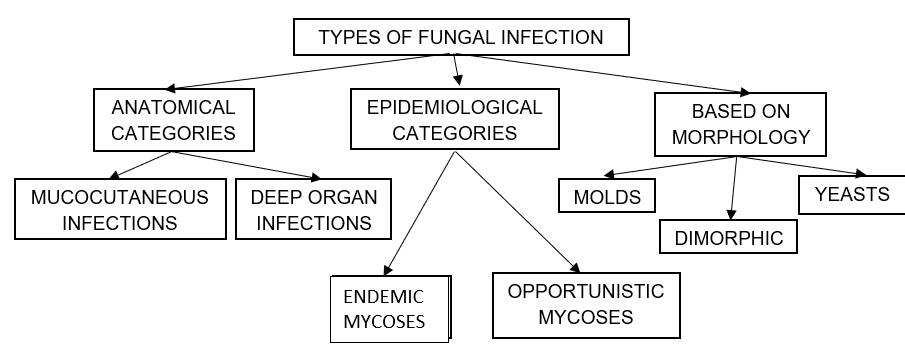 TYPES OF FUNGAL INFECTION
ANATOMICAL
CATEGORIES
EPIDEMIOLOGICAL
CATEGORIES
BASED ON
MORPHOLOGY
MUCOCUTANEOUS
INFECTIONS
DEEP ORGAN
INFECTIONS
MOLDS
YEASTS
DIMORPHIC
ENDEMIC
MYCOSES
OPPORTUNISTIC
MYCOSES